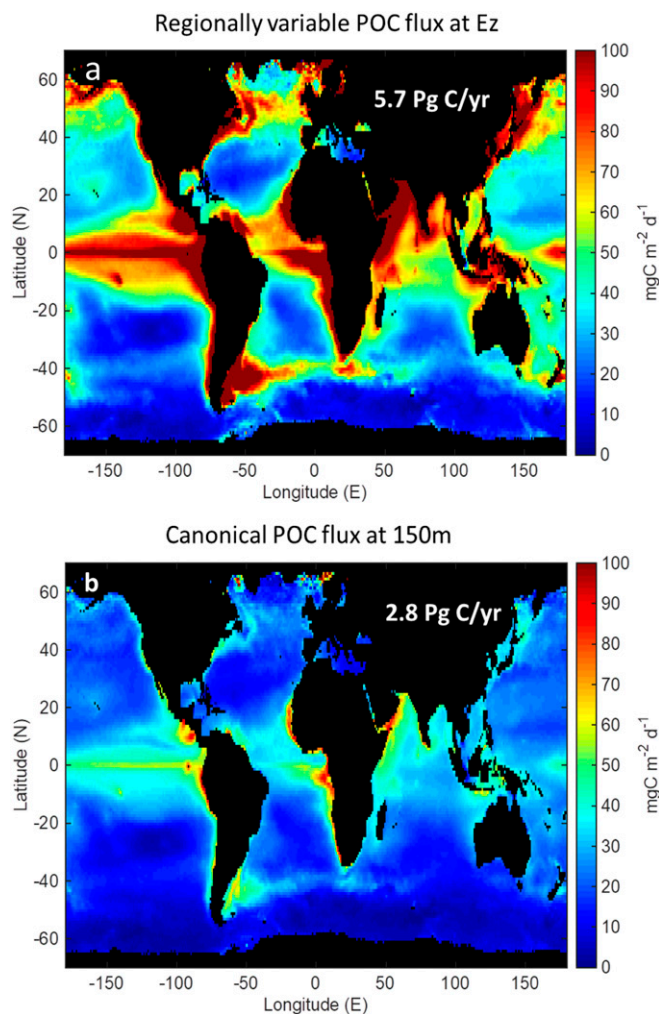 Regionally variable POC flux at Ez
a
5.7 Pg C/yr
60
40
20
0
-20
-40
-60
Latitude (N)
-150 -100 -50 0 50 100 150
Longitude (E)
100
90
80
70
60
50
40
30
20
10
0
mgC m⁻² d⁻¹
Canonical POC flux at 150m
b
2.8 Pg C/yr
60
40
20
0
-20
-40
-60
Latitude (N)
-150 -100 -50 0 50 100 150
Longitude (E)
100
90
80
70
60
50
40
30
20
10
0
mgC m⁻² d⁻¹